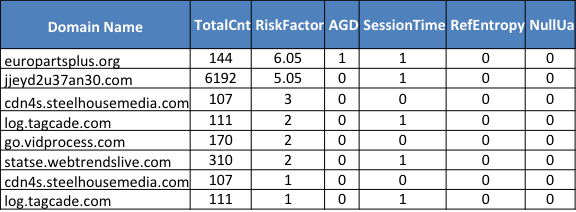 Domain Name TotalCnt RiskFactor AGD SessionTime RefEntropy NullUa
europartsplus.org 144 6.05 1 1 0 0
jjeyd2u37an30.com 6192 5.05 0 1 0 0
cdn4s.steelhousemedia.com 107 3 0 0 0 0
log.tagcade.com 111 2 0 1 0 0
go.vidprocess.com 170 2 0 0 0 0
statse.webtrendslive.com 310 2 0 1 0 0
cdn4s.steelhousemedia.com 107 1 0 0 0 0
log.tagcade.com 111 1 0 1 0 0